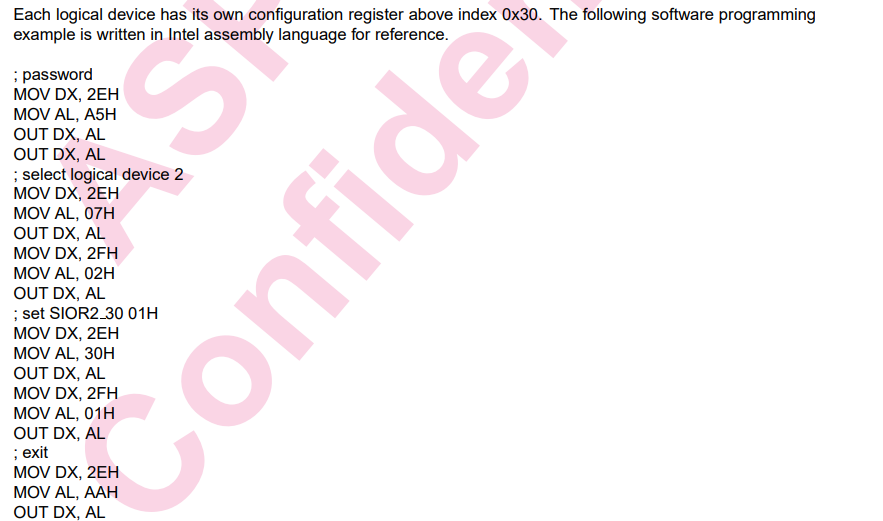 Each logical device has its own configuration register above index 0x30. The following software programming
example is written in Intel assembly language for reference.
; password
MOV DX, 2EH
MOV AL, A5H
OUT DX, AL
OUT DX, AL
; select logical device 2
MOV DX, 2EH
MOV AL, 07H
OUT DX, AL
MOV DX, 2FH
MOV AL, 02H
OUT DX, AL
; set SIOR2_30 01H
MOV DX, 2EH
MOV AL, 30H
OUT DX, AL
MOV DX, 2FH
MOV AL, 01H
OUT DX, AL
; exit
MOV DX, 2EH
MOV AL, AAH
OUT DX, AL